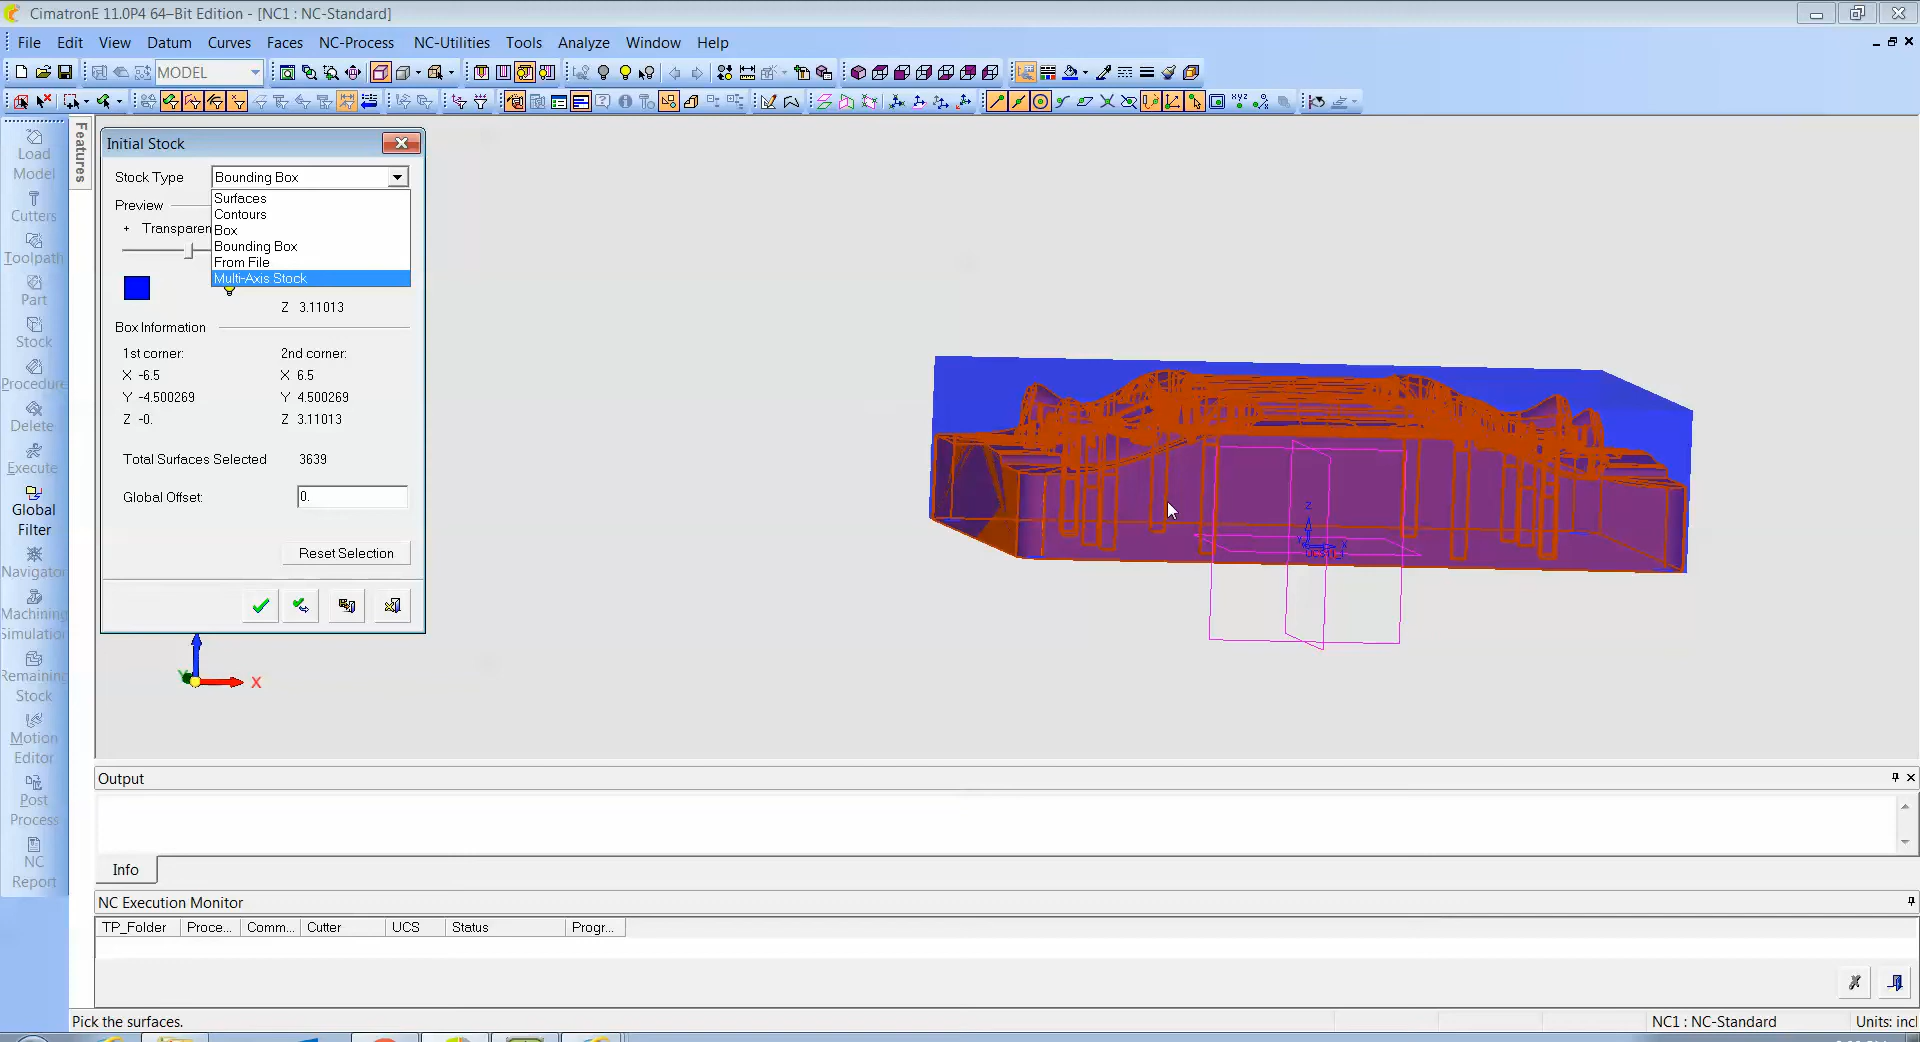 CimatronE 11.0P4 64–Bit Edition - [NC1 : NC-Standard]
File Edit View Datum Curves Faces NC-Process NC-Utilities Tools Analyze Window Help
MODEL
Load Model
Cutters
Toolpath
Part
Stock
Procedure
Delete
Execute
Global Filter
Navigator
Machining
Simulation
Remaining Stock
Motion Editor
Post Process
NC Report
Features
Initial Stock
Stock Type Bounding Box
Surfaces
Contours
Box
Bounding Box
From File
Multi-Axis Stock
Preview
+ Transparen
Z 3.11013
Box Information
1st corner: 2nd corner:
X -6.5 X 6.5
Y -4.500269 Y 4.500269
Z -0. Z 3.11013
Total Surfaces Selected 3639
Global Offset: 0.
Reset Selection
Z
X
Y
X
Output
Info
NC Execution Monitor
TP_Folder Proce... Comm... Cutter UCS Status Progr...
Pick the surfaces. NC1 : NC-Standard Units: incl